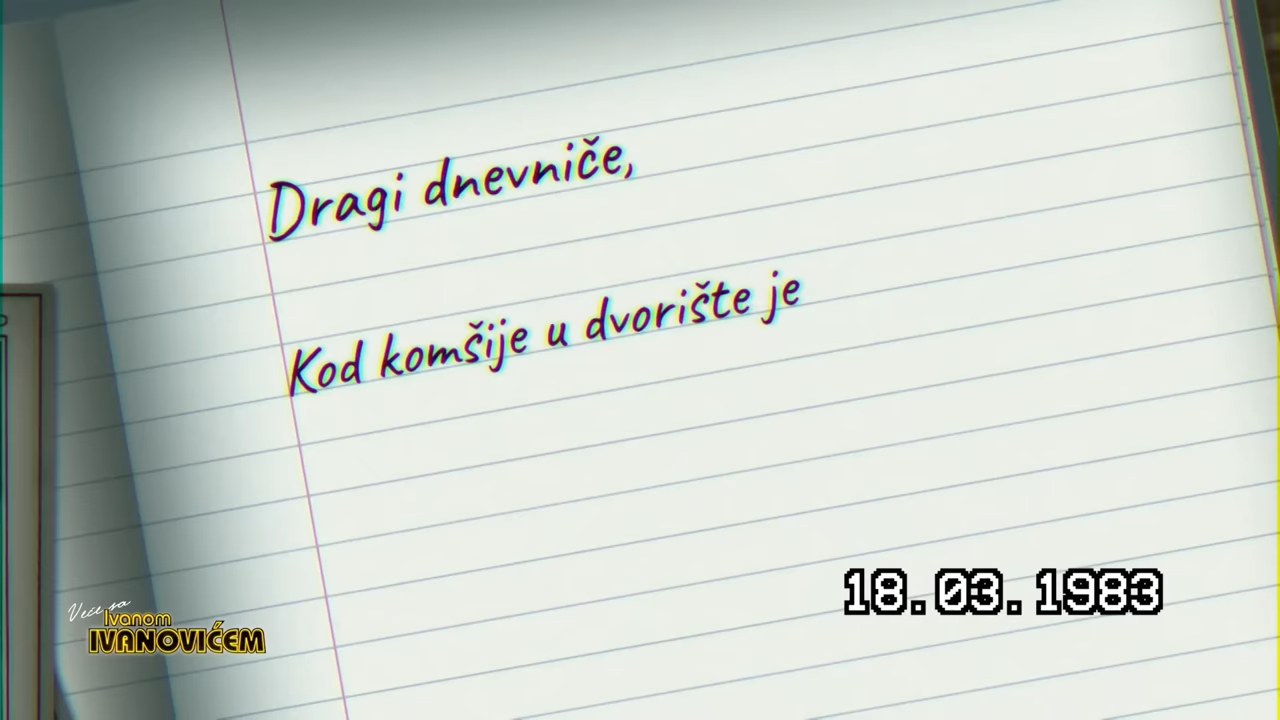 Dragi dnevniče,
Kod komšije u dvorište je
18.03.1983
Veče sa
Ivanom
IVANOVIĆEM